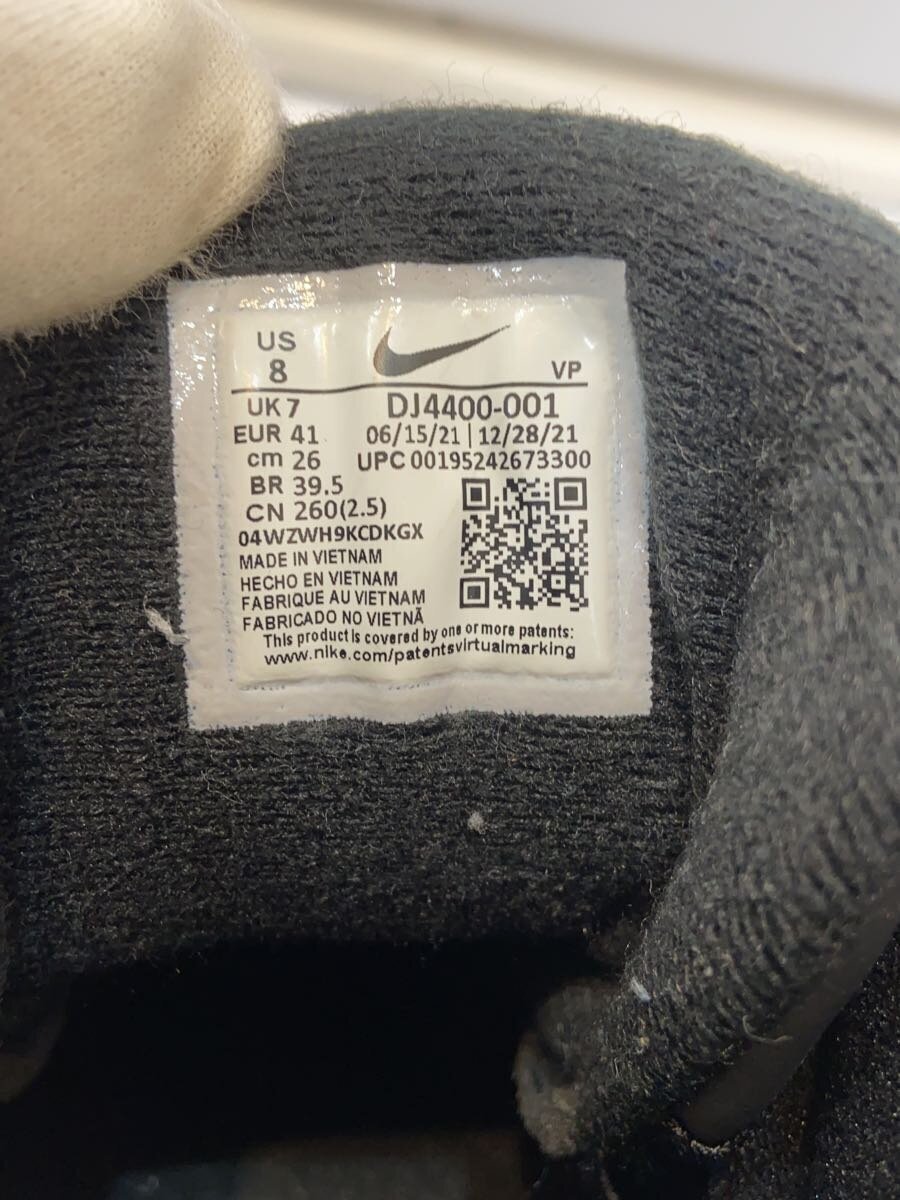 US
8
VP
UK 7
DJ4400-001
EUR 41
06/15/21 | 12/28/21
cm 26
UPC 00195242673300
BR 39.5
CN 260(2.5)
04WZWH9KCDKGX
MADE IN VIETNAM
HECHO EN VIETNAM
FABRIQUE AU VIETNAM
FABRICADO NO VIETNÃ
This product is covered by one or more patents:
www.nike.com/patentsvirtualmarking